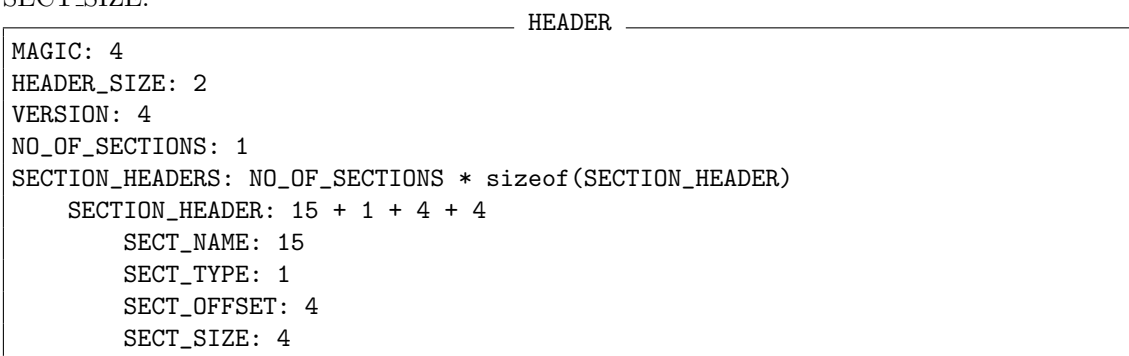 SECT_SIZE.
HEADER
MAGIC: 4
HEADER_SIZE: 2
VERSION: 4
NO_OF_SECTIONS: 1
SECTION_HEADERS: NO_OF_SECTIONS * sizeof(SECTION_HEADER)
    SECTION_HEADER: 15 + 1 + 4 + 4
        SECT_NAME: 15
        SECT_TYPE: 1
        SECT_OFFSET: 4
        SECT_SIZE: 4